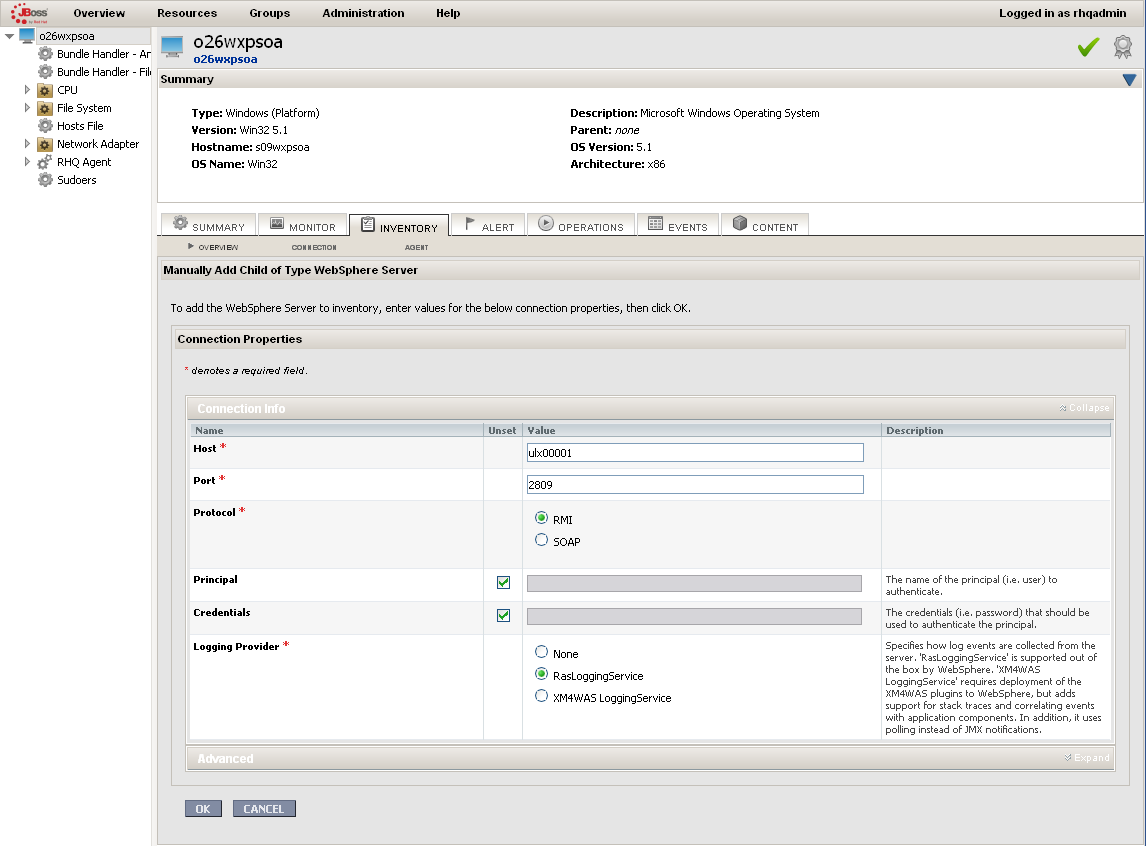 JBoss by Red Hat Overview Resources Groups Administration Help Logged in as rhqadmin
o26wxpsoa
Bundle Handler - An
Bundle Handler - File
CPU
File System
Hosts File
Network Adapter
RHQ Agent
Sudoers
o26wxpsoa
o26wxpsoa
Summary
Type: Windows (Platform) Description: Microsoft Windows Operating System
Version: Win32 5.1 Parent: none
Hostname: s09wxpsoa OS Version: 5.1
OS Name: Win32 Architecture: x86
SUMMARY MONITOR INVENTORY ALERT OPERATIONS EVENTS CONTENT
OVERVIEW CONNECTION AGENT
Manually Add Child of Type WebSphere Server
To add the WebSphere Server to inventory, enter values for the below connection properties, then click OK.
Connection Properties
* denotes a required field.
Connection Info Collapse
Name Unset Value Description
Host * ulx00001
Port * 2809
Protocol * RMI
SOAP
Principal The name of the principal (i.e. user) to
authenticate.
Credentials The credentials (i.e. password) that should be
used to authenticate the principal.
Logging Provider * None
RasLoggingService
XM4WAS LoggingService
Specifies how log events are collected from the
server. 'RasLoggingService' is supported out of
the box by WebSphere. 'XM4WAS
LoggingService' requires deployment of the
XM4WAS plugins to WebSphere, but adds
support for stack traces and correlating events
with application components. In addition, it uses
polling instead of JMX notifications.
Advanced Expand
OK CANCEL